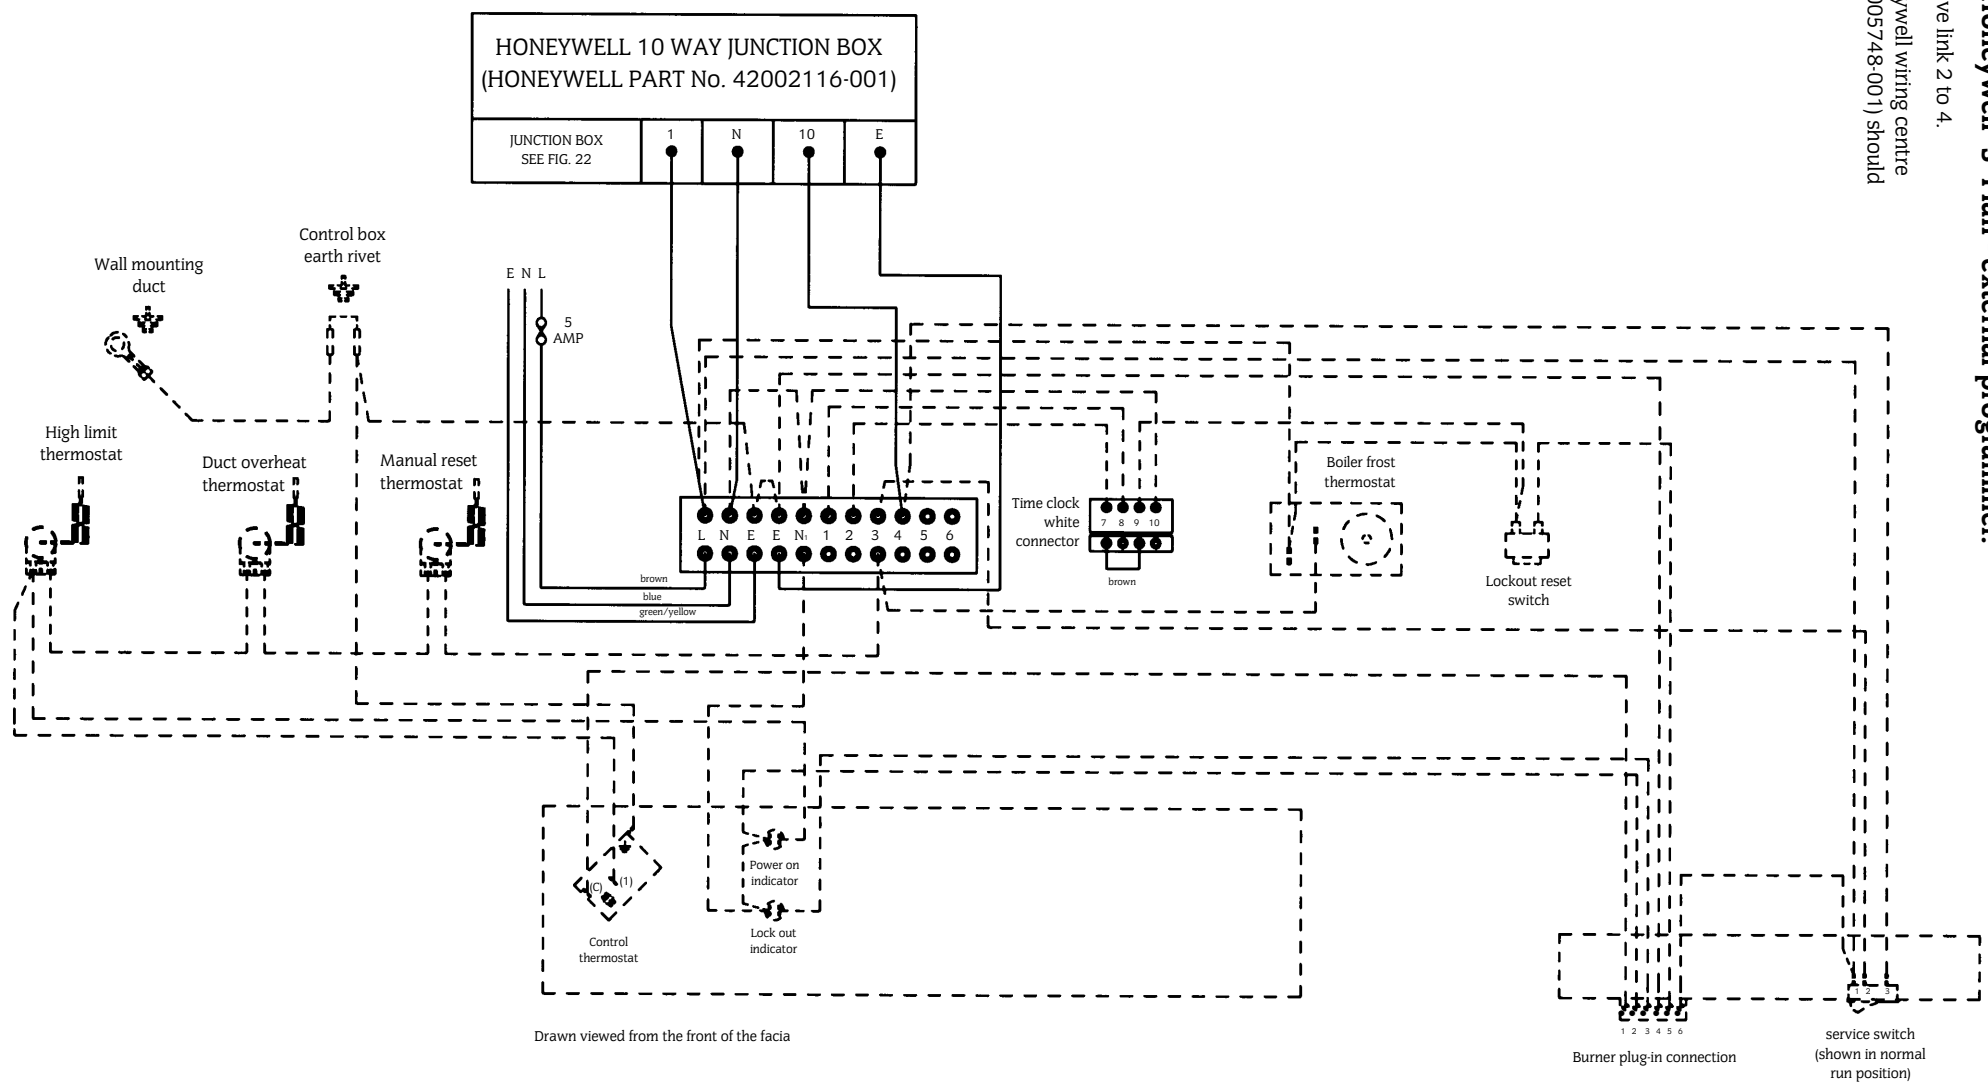 HONEYWELL 10 WAY JUNCTION BOX
(HONEYWELL PART No. 42002116-001)
JUNCTION BOX
SEE FIG. 22
1
N
10
E
ve link 2 to 4.
ywell wiring centre
005748-001) should
external programmer.
Control box
earth rivet
Wall mounting
duct
E N L
5
AMP
High limit
thermostat
Duct overheat
thermostat
Manual reset
thermostat
Time clock
white
connector
7 8 9 10
brown
Boiler frost
thermostat
Lockout reset
switch
L N E E N1 1 2 3 4 5 6
brown
blue
green/yellow
(C)
(1)
Control
thermostat
Power on
indicator
Lock out
indicator
Drawn viewed from the front of the facia
1 2 3 4 5 6
Burner plug-in connection
1 2 3
service switch
(shown in normal
run position)